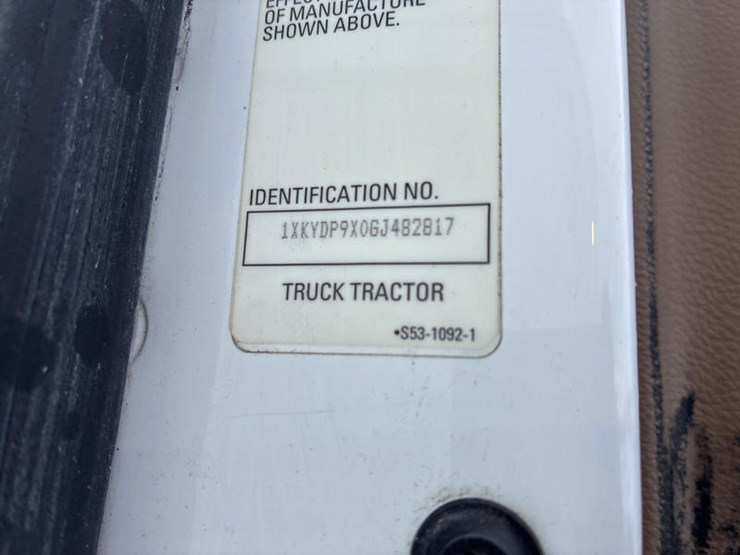 OF MANUFACTURE
SHOWN ABOVE.
IDENTIFICATION NO.
1XKYDP9X0GJ482817
TRUCK TRACTOR
•S53-1092-1